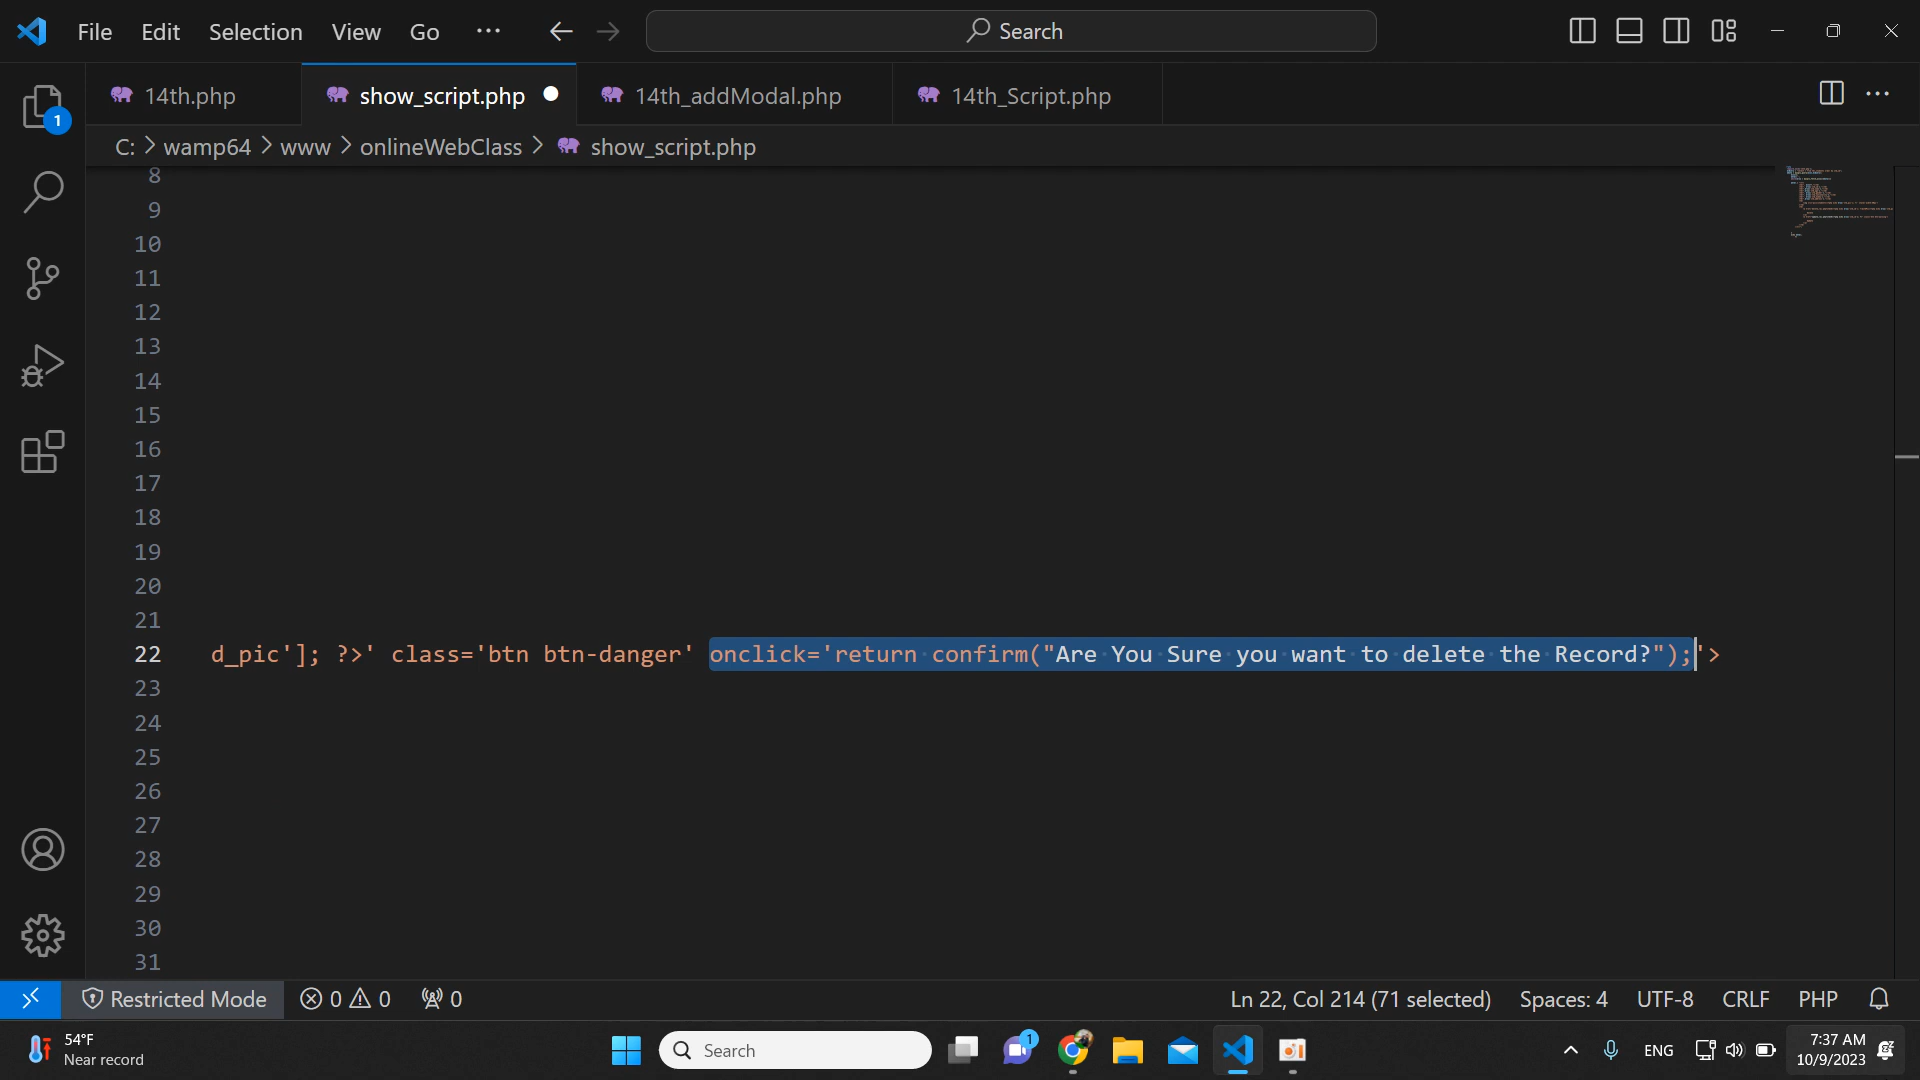 File Edit Selection View Go ··· Search
14th.php show_script.php 14th_addModal.php 14th_Script.php
1
C: > wamp64 > www > onlineWebClass > show_script.php
8
9
10
11
12
13
14
15
16
17
18
19
20
21
22 d_pic']; ?>' class='btn btn-danger' onclick='return confirm("Are You Sure you want to delete the Record?");'>
23
24
25
26
27
28
29
30
31
Restricted Mode 0 0 0 Ln 22, Col 214 (71 selected) Spaces: 4 UTF-8 CRLF PHP
54°F
Near record
Search
1
ENG
7:37 AM
10/9/2023